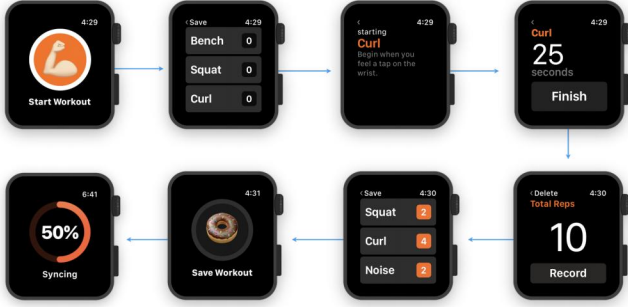 4:29
Start Workout
< Save 4:29
Bench 0
Squat 0
Curl 0
< 4:29
starting
Curl
Begin when you
feel a tap on the
wrist.
< 4:29
Curl
25
seconds
Finish
< Delete 4:30
Total Reps
10
Record
< Save 4:30
Squat 2
Curl 4
Noise 2
4:31
Save Workout
6:41
50%
Syncing